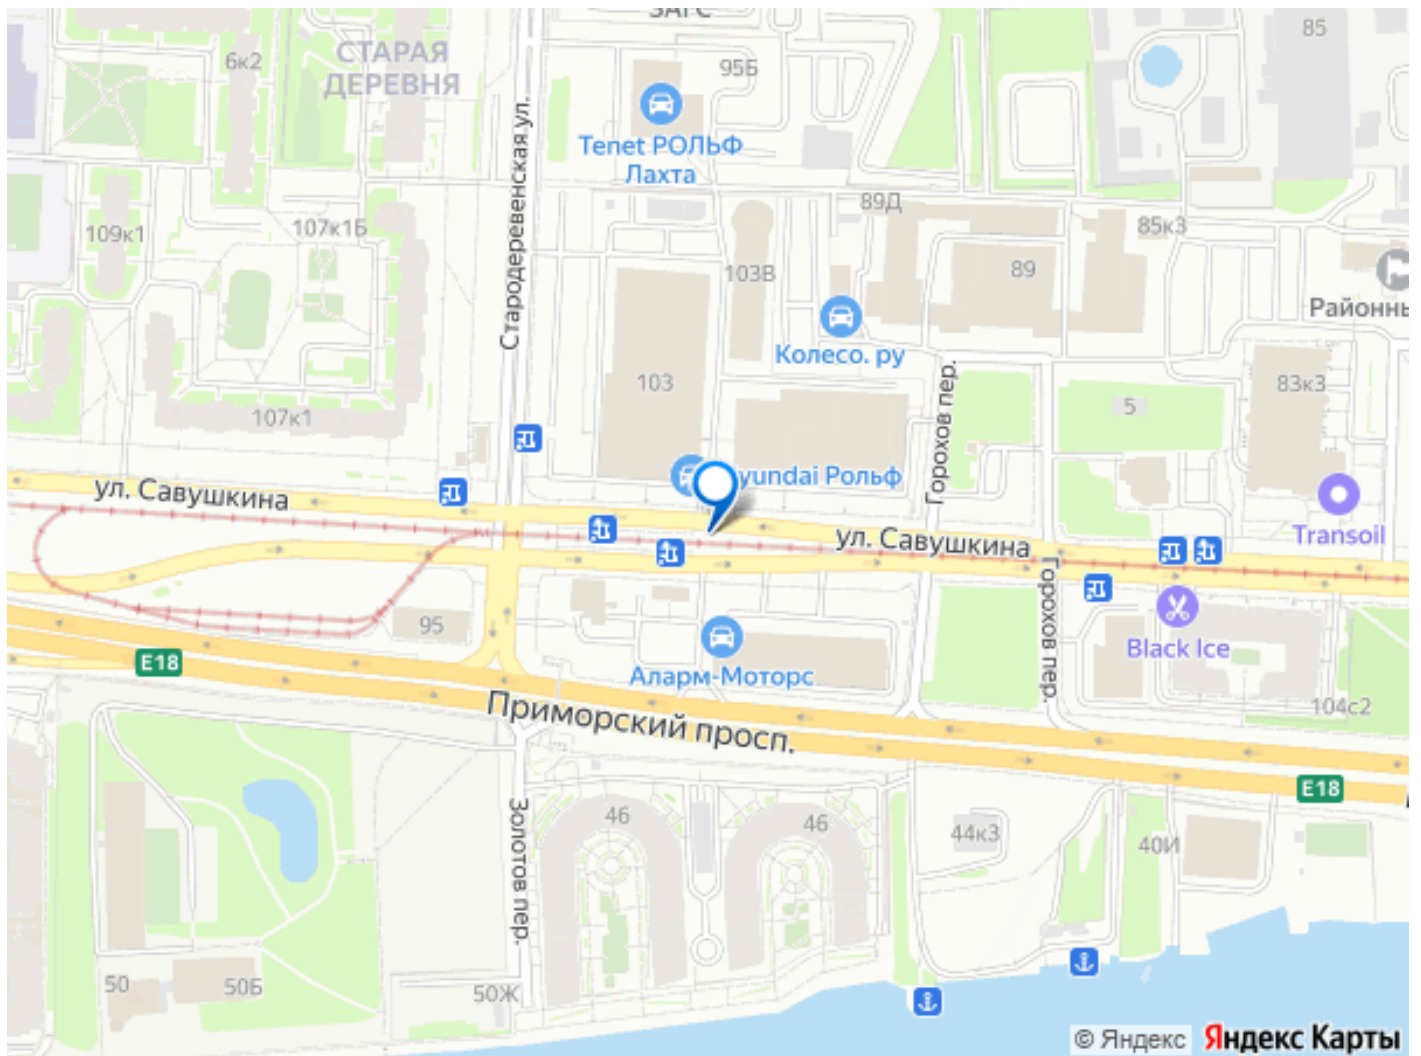 ЗАГС
85
6к2
СТАРАЯ
ДЕРЕВНЯ
95Б
Tenet РОЛЬФ
Лахта
Стародеревенская ул.
109к1
107к1Б
89Д
85к3
103В
89
Районны
Колесо. ру
103
107к1
Горохов пер.
5
83к3
ул. Савушкина
yundai Рольф
Transoil
ул. Савушкина
95
Горохов пер.
Black Ice
E18
Аларм-Моторс
104с2
Приморский просп.
E18
Золотов пер.
46
46
44к3
40И
50
50Б
50Ж
© Яндекс Яндекс Карты